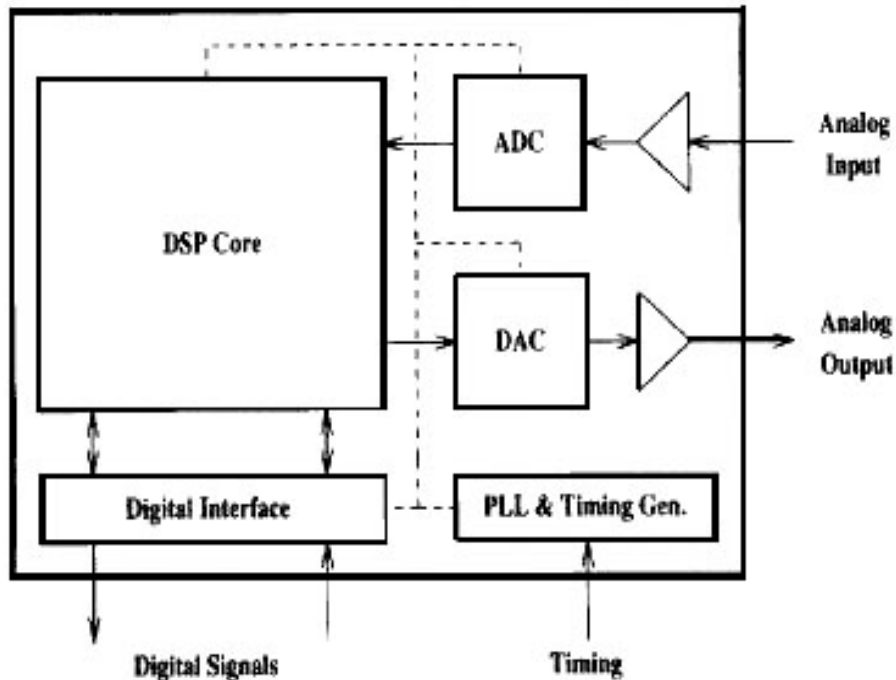 ADC
Analog
Input
DSP Core
DAC
Analog
Output
Digital Interface
PLL & Timing Gen.
Digital Signals
Timing